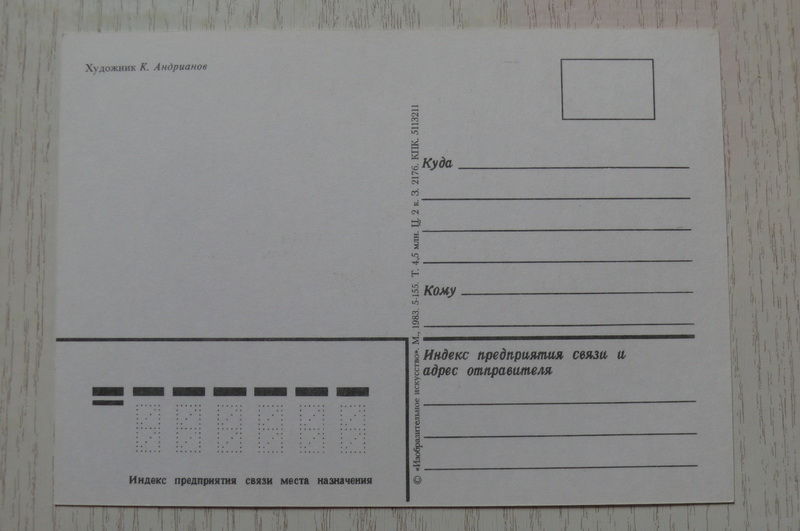 Художник К. Андрианов
© «Изобразительное искусство». М., 1983. 5-155. Т. 4,5 млн. Ц. 2 к. З. 2176. КПК. 5113211
Куда
Кому
Индекс предприятия связи и
адрес отправителя
Индекс предприятия связи места назначения